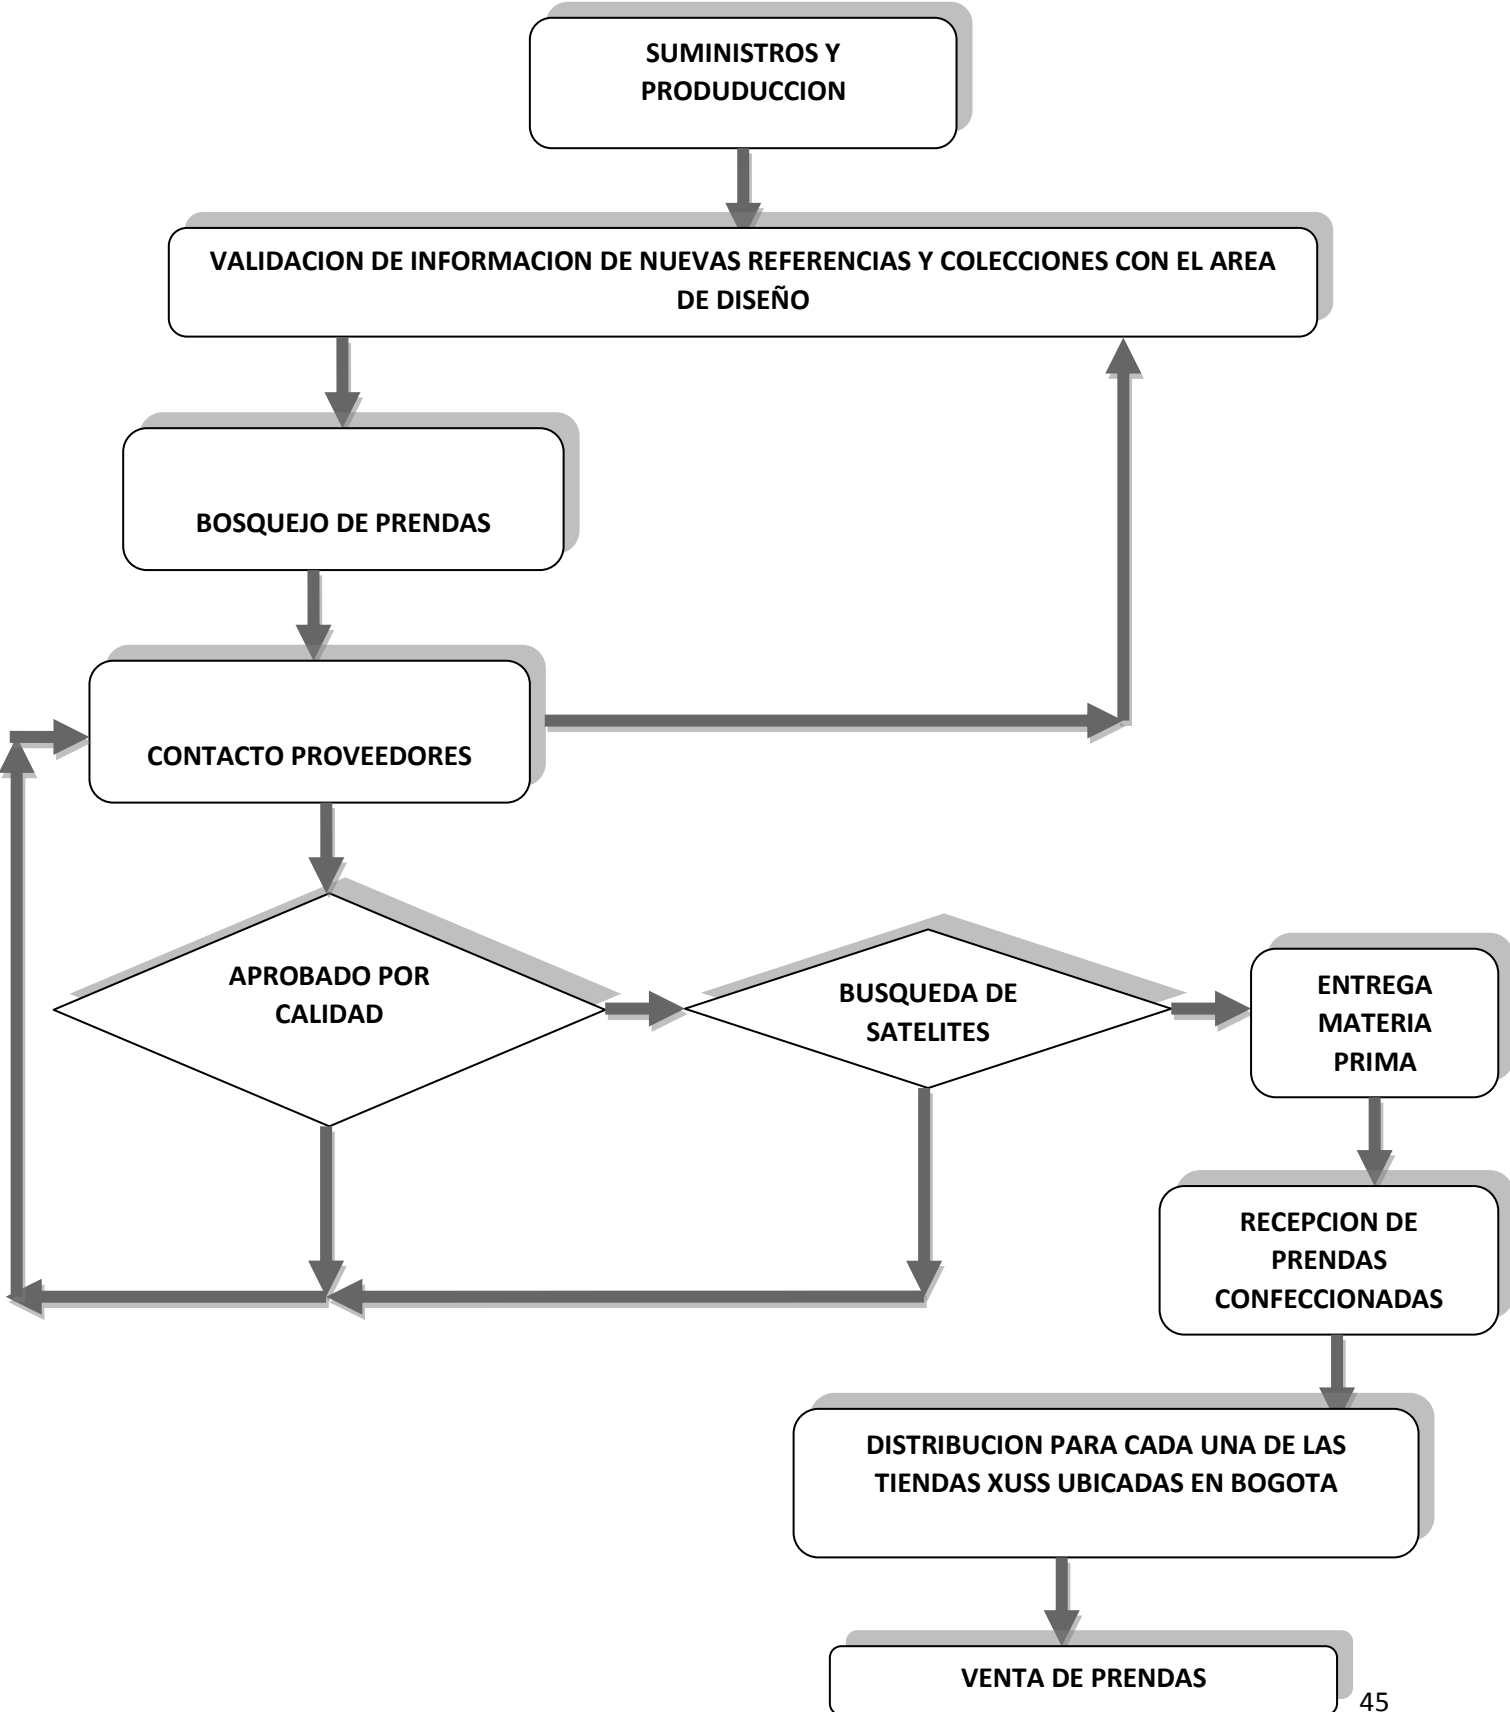 SUMINISTROS Y
PRODUDUCCION
VALIDACION DE INFORMACION DE NUEVAS REFERENCIAS Y COLECCIONES CON EL AREA
DE DISEÑO
BOSQUEJO DE PRENDAS
CONTACTO PROVEEDORES
APROBADO POR
CALIDAD
BUSQUEDA DE
SATELITES
ENTREGA
MATERIA
PRIMA
RECEPCION DE
PRENDAS
CONFECCIONADAS
DISTRIBUCION PARA CADA UNA DE LAS
TIENDAS XUSS UBICADAS EN BOGOTA
VENTA DE PRENDAS
45